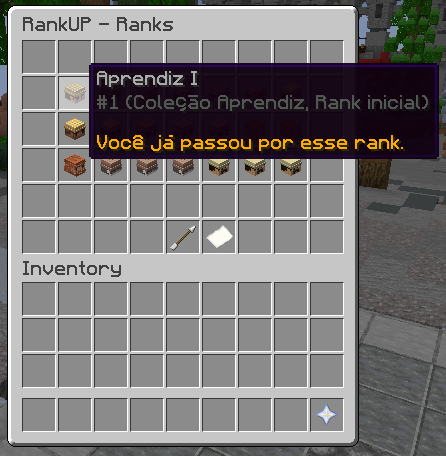 RankUP - Ranks
Aprendiz I
#1 (Coleção Aprendiz, Rank inicial)
Você já passou por esse rank.
Inventory